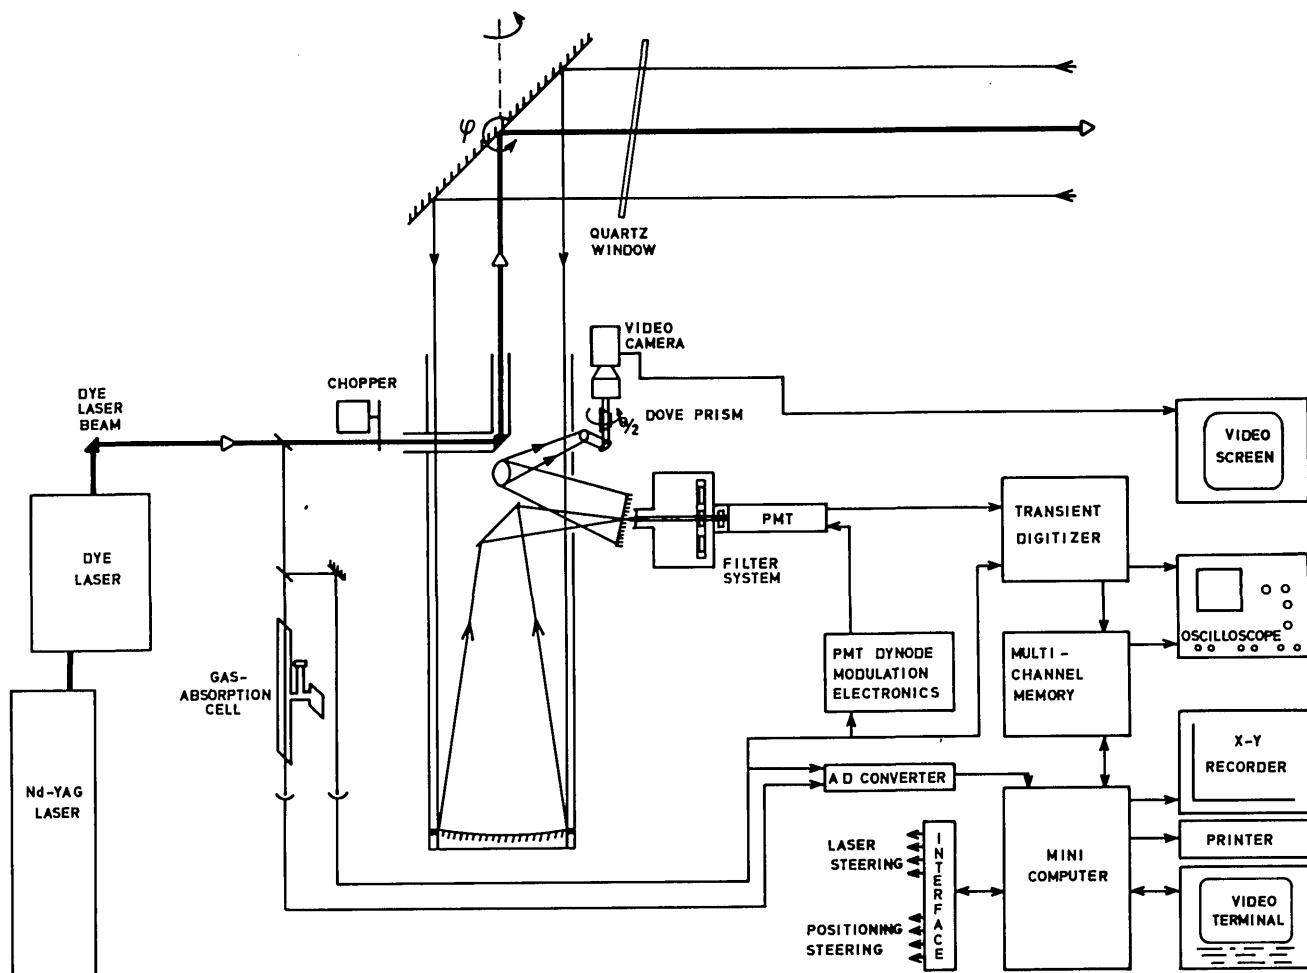 φ
QUARTZ
WINDOW
VIDEO
CAMERA
CHOPPER
DYE
LASER
BEAM
θ/2
DOVE PRISM
VIDEO
SCREEN
TRANSIENT
DIGITIZER
PMT
FILTER
SYSTEM
DYE
LASER
OSCILLOSCOPE
PMT DYNODE
MODULATION
ELECTRONICS
MULTI-
CHANNEL
MEMORY
GAS-
ABSORPTION
CELL
X-Y
RECORDER
AD CONVERTER
Nd-YAG
LASER
PRINTER
LASER
STEERING
INTERFACE
MINI
COMPUTER
VIDEO
TERMINAL
POSITIONING
STEERING